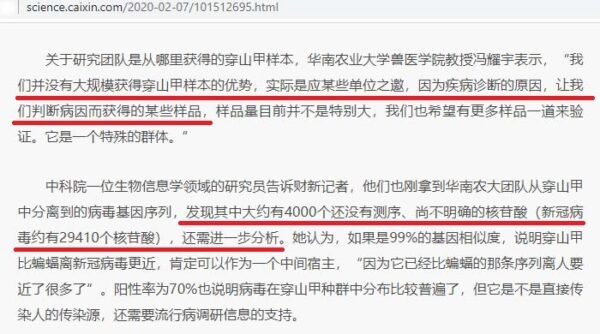 science.caixin.com/2020-02-07/101512695.html
关于研究团队是从哪里获得的穿山甲样本，华南农业大学兽医学院教授冯耀宇表示，“我
们并没有大规模获得穿山甲样本的优势，实际是应某些单位之邀，因为疾病诊断的原因，让我
们判断病因而获得的某些样品，样品量目前并不是特别大，我们也希望有更多样品一道来验
证。它是一个特殊的群体。”
中科院一位生物信息学领域的研究员告诉财新记者，他们也刚拿到华南农大团队从穿山甲
中分离到的病毒基因序列，发现其中大约有4000个还没有测序、尚不明确的核苷酸（新冠病
毒约有29410个核苷酸），还需进一步分析。她认为，如果是99%的基因相似度，说明穿山甲
比蝙蝠离新冠病毒更近，肯定可以作为一个中间宿主，“因为它已经比蝙蝠的那条序列离人要
近了很多了”。阳性率为70%也说明病毒在穿山甲种群中分布比较普遍了，但它是不是直接传
染人的传染源，还需要流行病调研信息的支持。